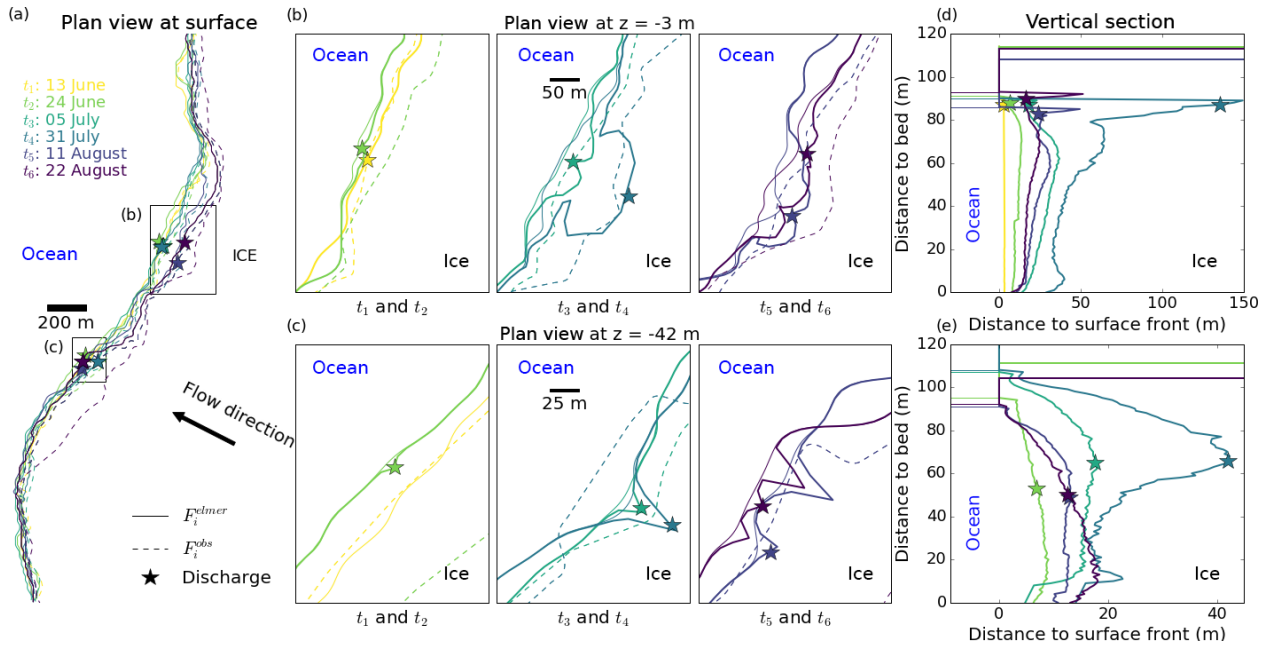 (a)
Plan view at surface
t₁: 13 June
t₂: 24 June
t₃: 05 July
t₄: 31 July
t₅: 11 August
t₆: 22 August
(b)
Ocean
ICE
200 m
(c)
Flow direction
F_i^{elmer}
F_i^{obs}
Discharge
(b)
Plan view at z = -3 m
Ocean
Ocean
Ocean
50 m
Ice
Ice
Ice
t₁ and t₂
t₃ and t₄
t₅ and t₆
(c)
Plan view at z = -42 m
Ocean
Ocean
Ocean
25 m
Ice
Ice
Ice
t₁ and t₂
t₃ and t₄
t₅ and t₆
(d)
Vertical section
120
100
80
60
40
20
0
Distance to bed (m)
Ocean
Ice
0
50
100
150
Distance to surface front (m)
(e)
120
100
80
60
40
20
0
Distance to bed (m)
Ocean
Ice
0
20
40
Distance to surface front (m)